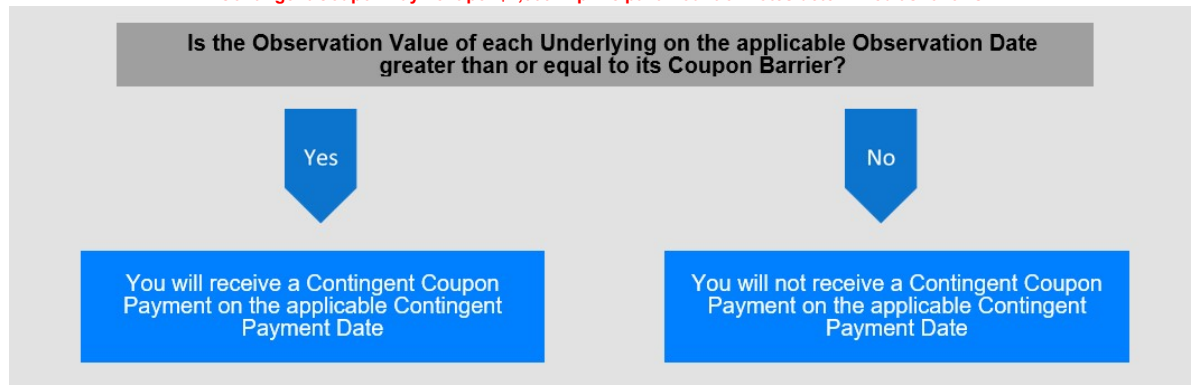 Is the Observation Value of each Underlying on the applicable Observation Date
greater than or equal to its Coupon Barrier?
Yes
No
You will receive a Contingent Coupon
Payment on the applicable Contingent
Payment Date
You will not receive a Contingent Coupon
Payment on the applicable Contingent
Payment Date